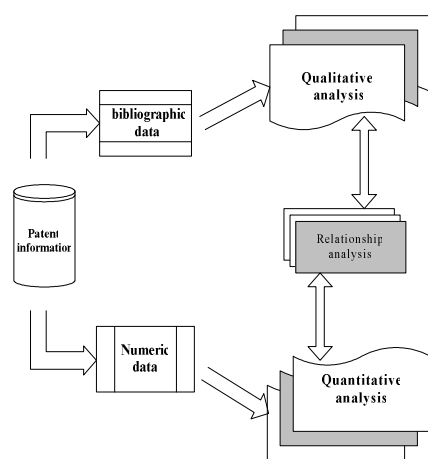 Qualitative
analysis
bibliographic
data
Patent
information
Relationship
analysis
Numeric
data
Quantitative
analysis